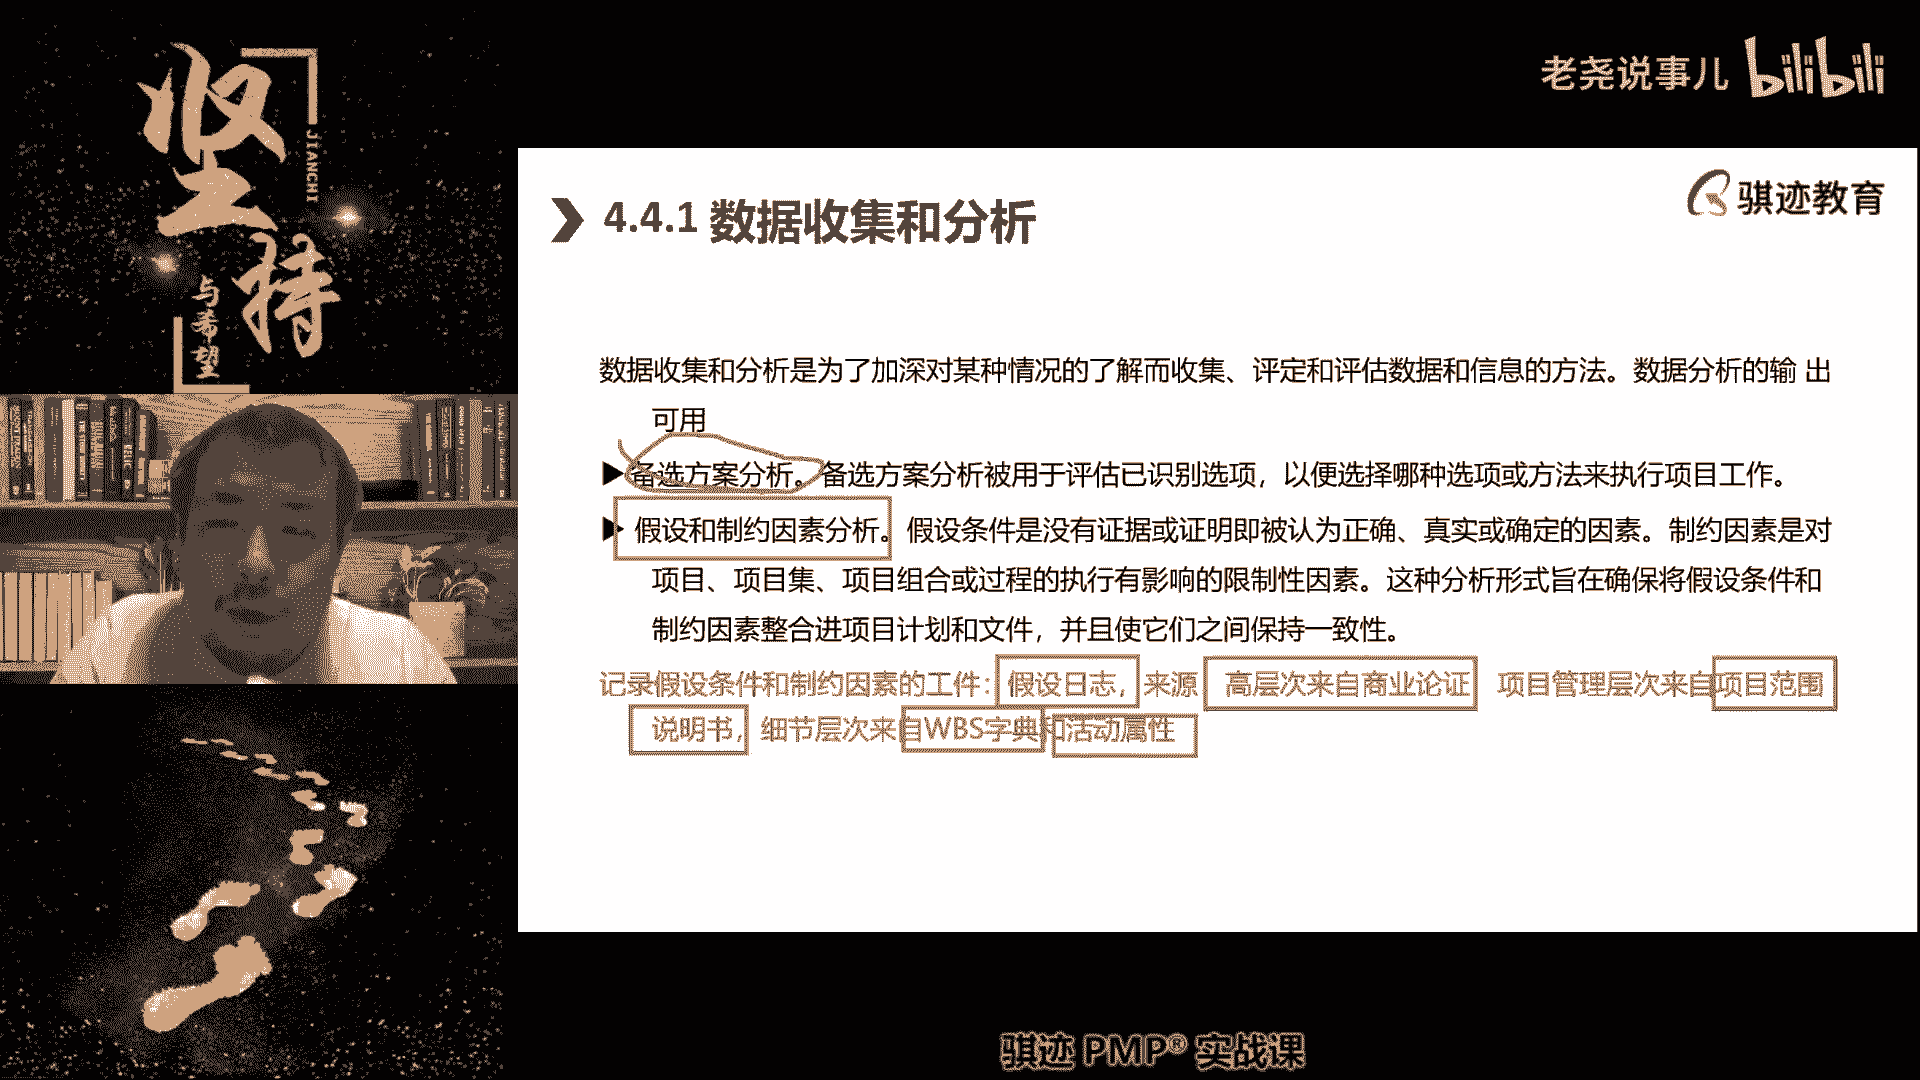 坚持
JIANCHI
与希望
老尧说事儿 bilibili
骐迹教育
4.4.1 数据收集和分析
数据收集和分析是为了加深对某种情况的了解而收集、评定和评估数据和信息的方法。数据分析的输 出
可用
备选方案分析。备选方案分析被用于评估已识别选项，以便选择哪种选项或方法来执行项目工作。
假设和制约因素分析。假设条件是没有证据或证明即被认为正确、真实或确定的因素。制约因素是对
项目、项目集、项目组合或过程的执行有影响的限制性因素。这种分析形式旨在确保将假设条件和
制约因素整合进项目计划和文件，并且使它们之间保持一致性。
记录假设条件和制约因素的工件：假设日志，来源 高层次来自商业论证 项目管理层次来自项目范围
说明书，细节层次来自WBS字典和活动属性
骐迹 PMP® 实战课